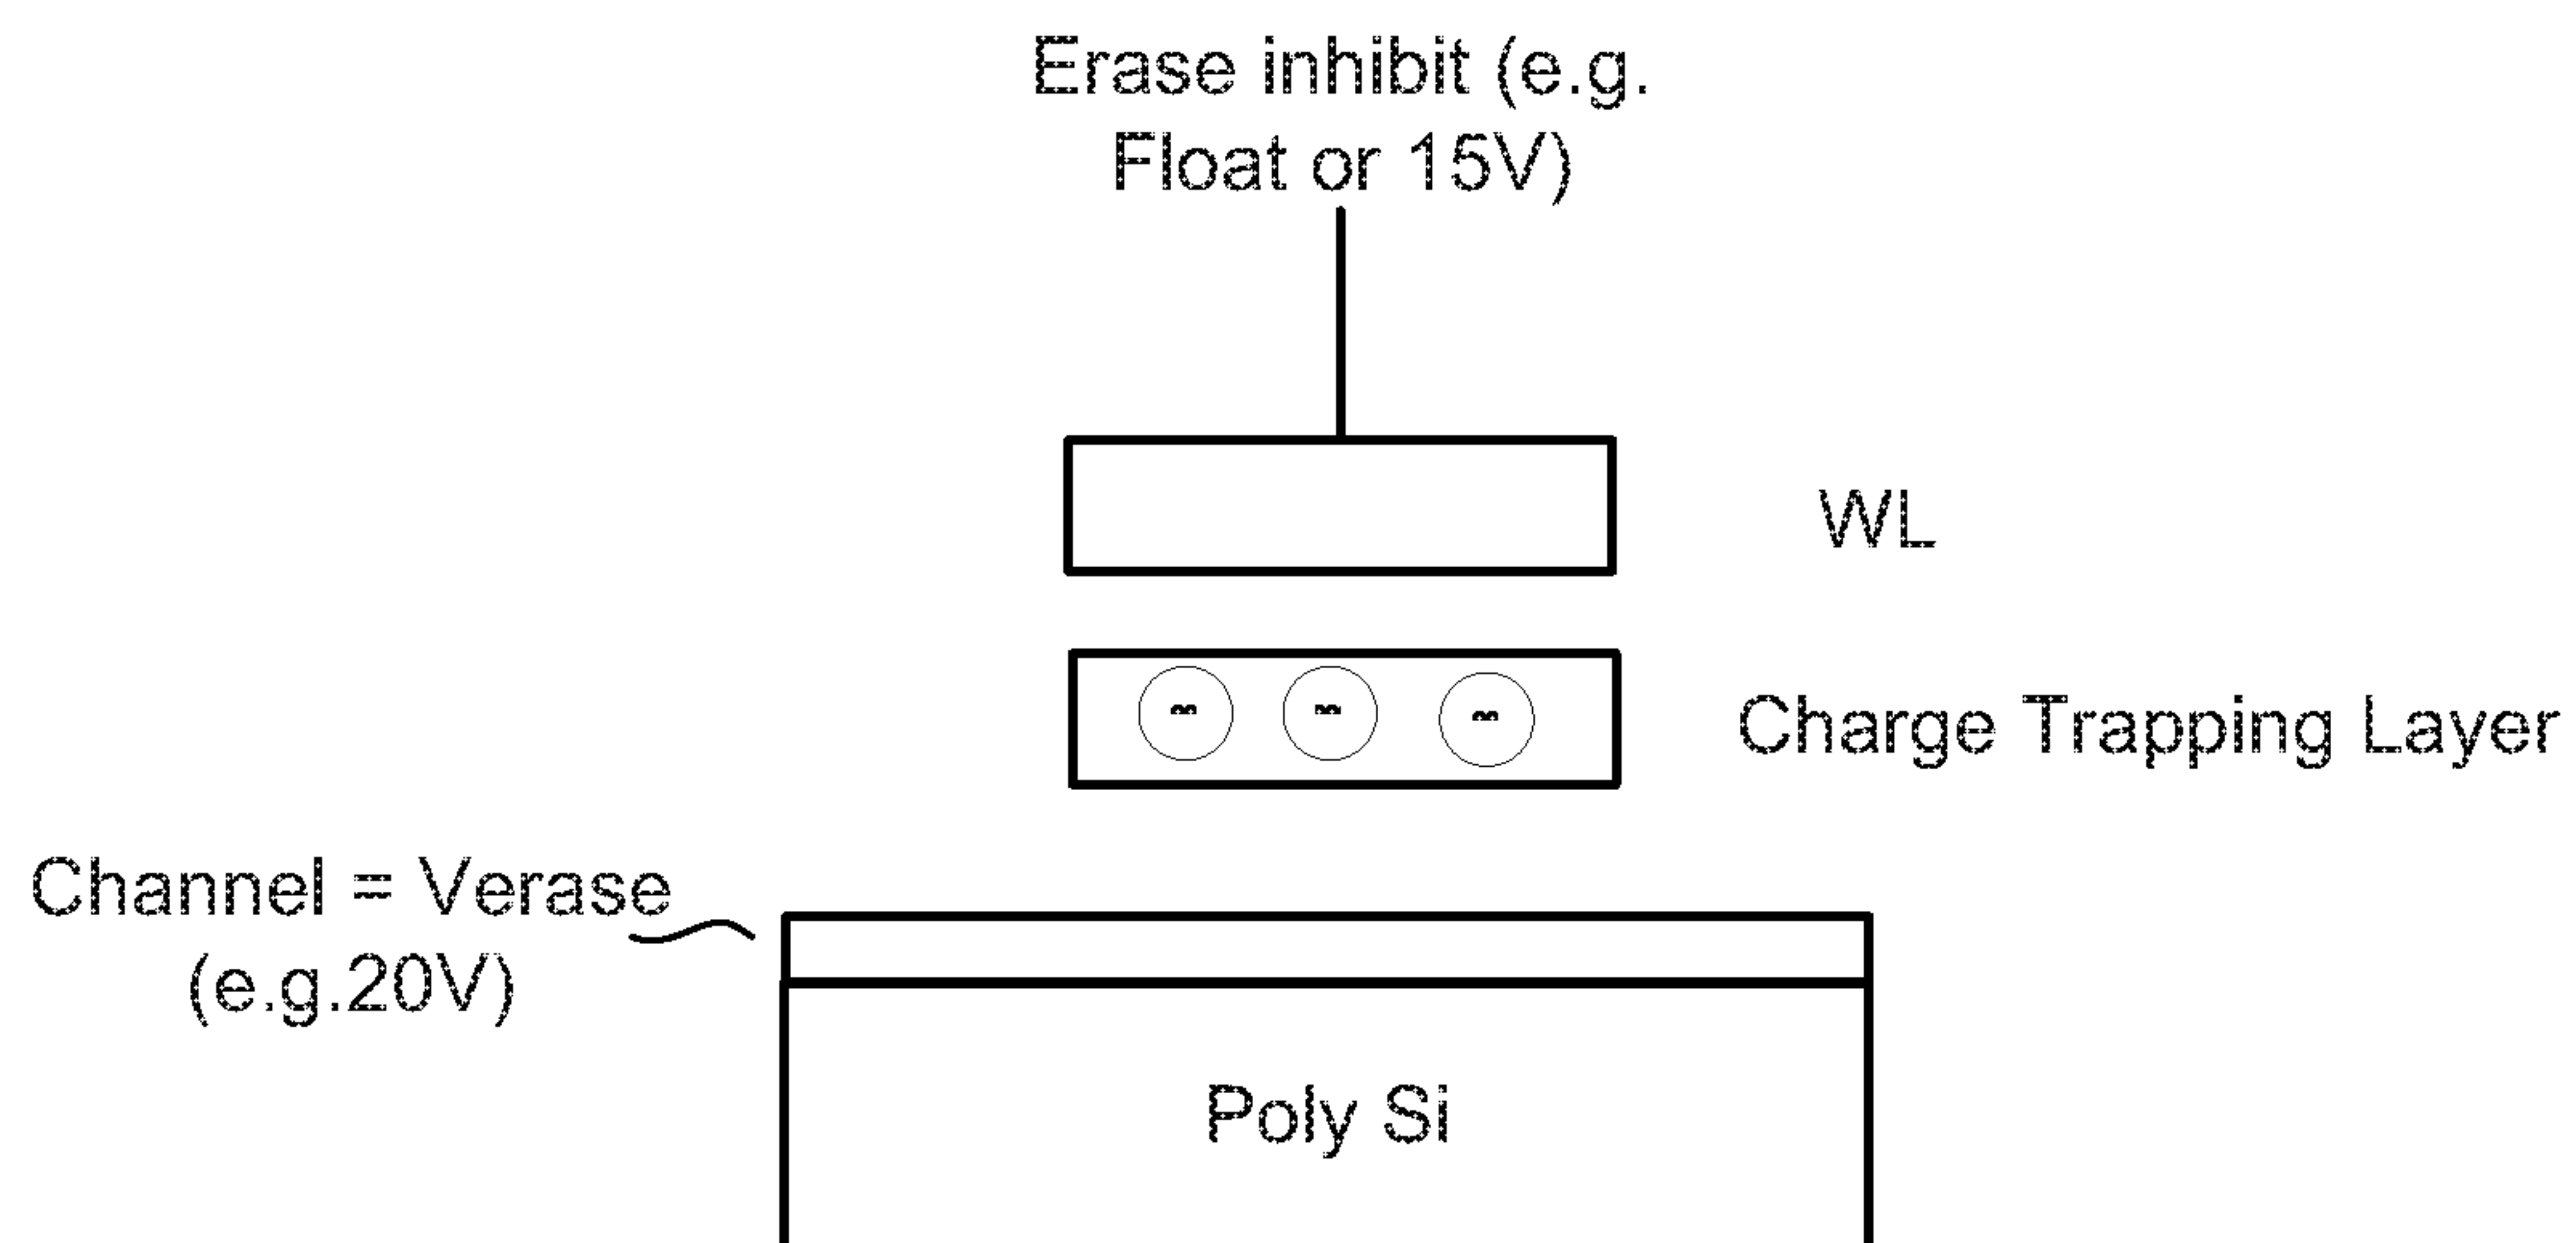 Erase inhibit (e.g.
Float or 15V)
WL
Charge Trapping Layer
Channel = Verase
(e.g.20V)
Poly Si